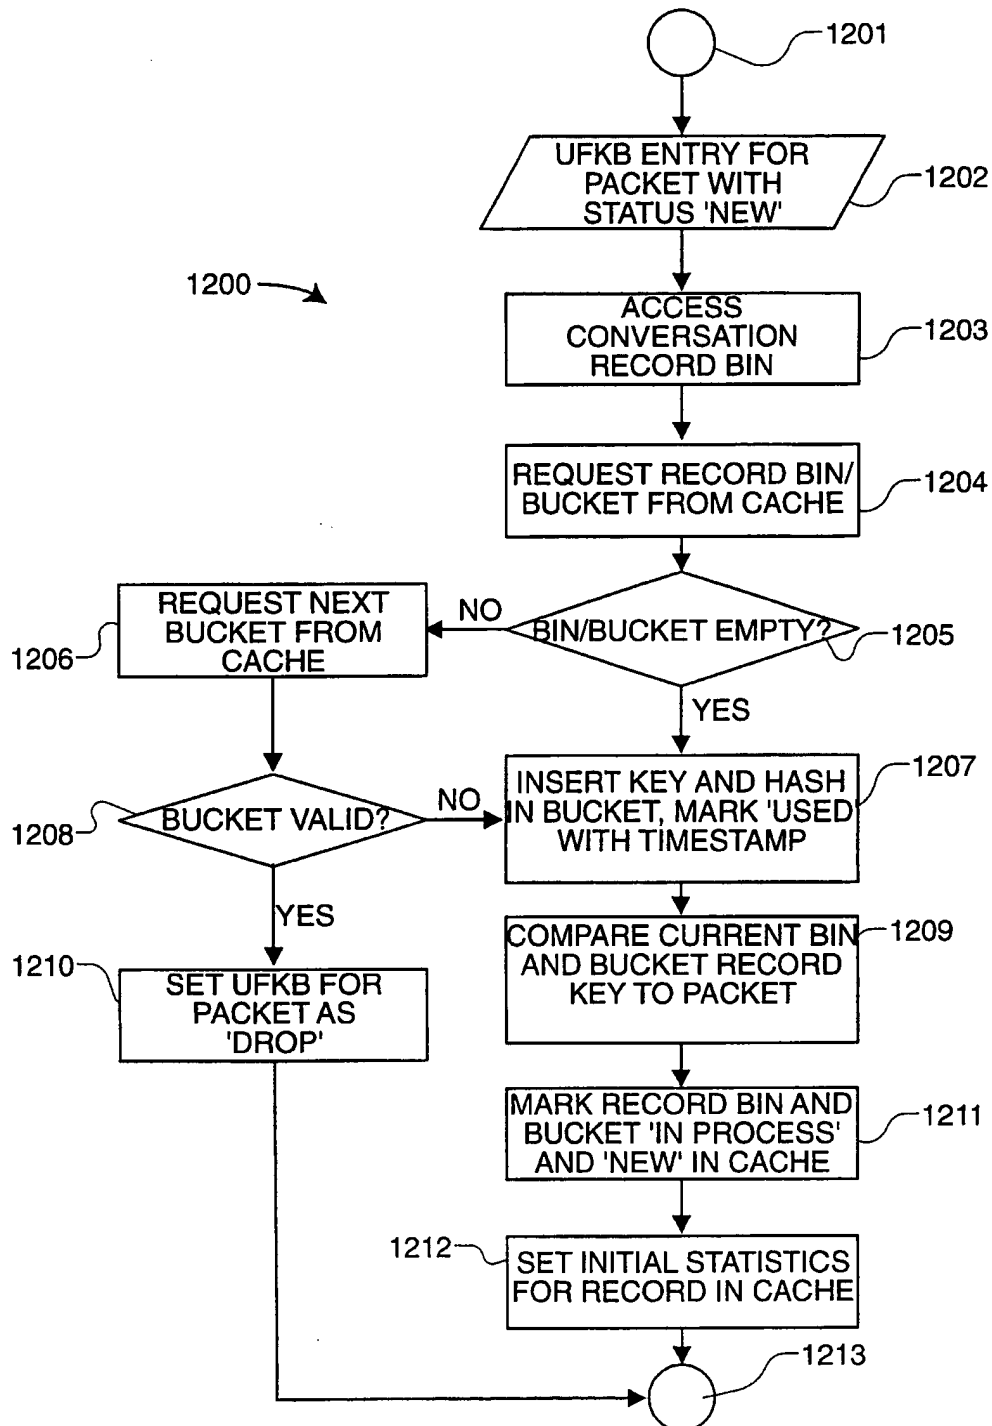 1201
UFKB ENTRY FOR
PACKET WITH
STATUS 'NEW'
1202
1200
ACCESS
CONVERSATION
RECORD BIN
1203
REQUEST RECORD BIN/
BUCKET FROM CACHE
1204
REQUEST NEXT
BUCKET FROM
CACHE
1206
NO
BIN/BUCKET EMPTY?
1205
YES
INSERT KEY AND HASH
IN BUCKET, MARK 'USED'
WITH TIMESTAMP
1207
BUCKET VALID?
1208
NO
YES
COMPARE CURRENT BIN
AND BUCKET RECORD
KEY TO PACKET
1209
1210
SET UFKB FOR
PACKET AS
'DROP'
MARK RECORD BIN AND
BUCKET 'IN PROCESS'
AND 'NEW' IN CACHE
1211
1212
SET INITIAL STATISTICS
FOR RECORD IN CACHE
1213